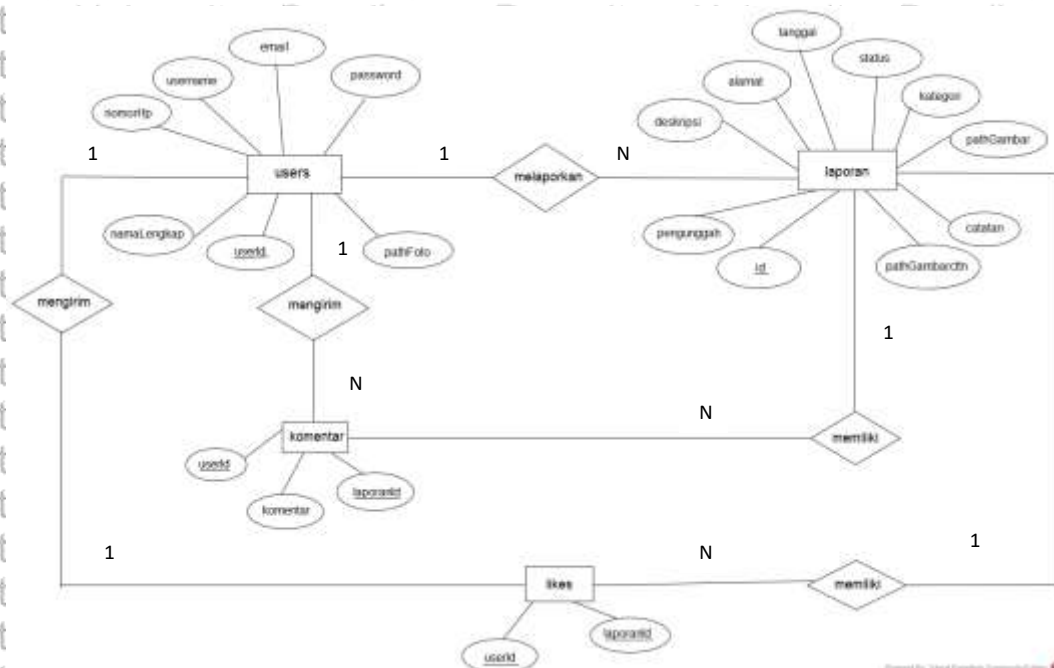 email
username
password
nomorHp
1
1
users
namaLengkap
userId
pathFoto
1
mengirim
mengirim
melaporkan
N
tanggal
status
alamat
kategori
deskripsi
pathGambar
laporan
pengunggah
id
catatan
pathGambarcttn
1
N
N
komentar
memiliki
userId
laporanId
komentar
1
N
1
likes
memiliki
laporanId
userId